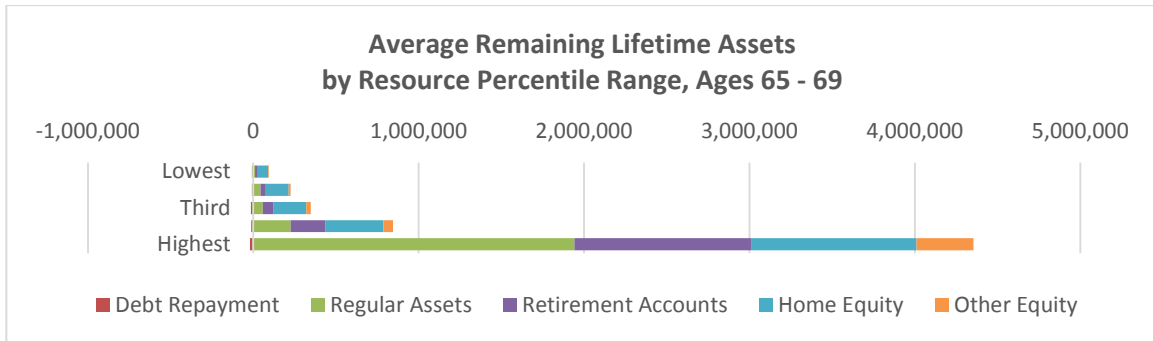 Average Remaining Lifetime Assets
by Resource Percentile Range, Ages 65 - 69
-1,000,000 0 1,000,000 2,000,000 3,000,000 4,000,000 5,000,000
Lowest
Third
Highest
Debt Repayment Regular Assets Retirement Accounts Home Equity Other Equity